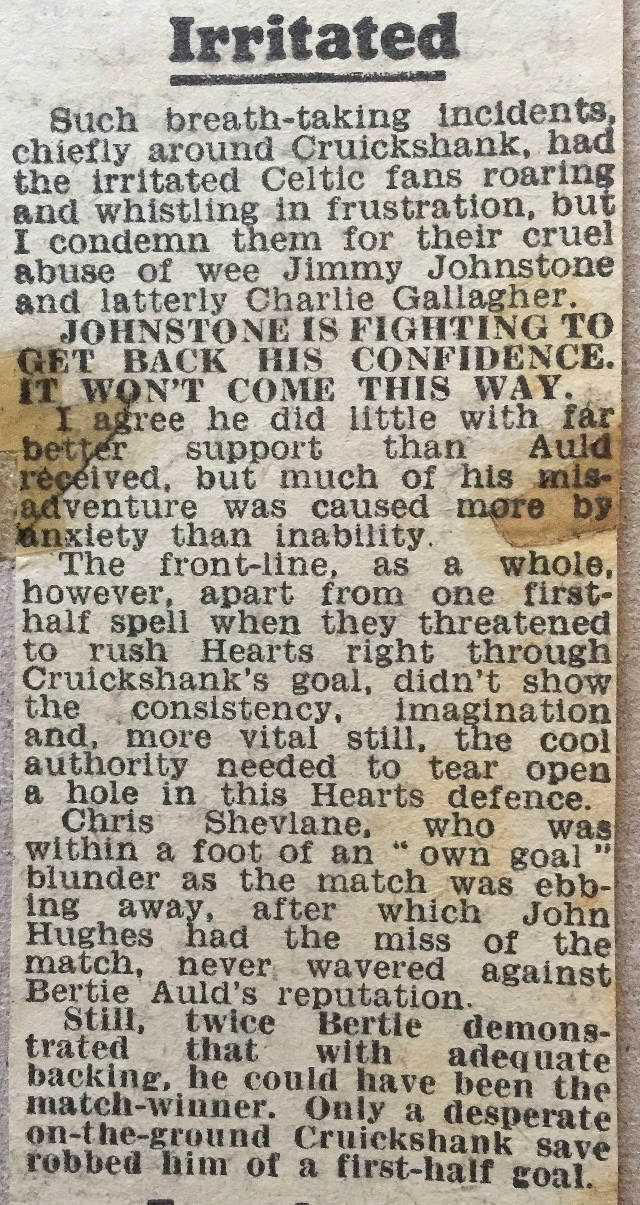 Irritated
Such breath-taking incidents,
chiefly around Cruickshank, had
the irritated Celtic fans roaring
and whistling in frustration, but
I condemn them for their cruel
abuse of wee Jimmy Johnstone
and latterly Charlie Gallagher.
JOHNSTONE IS FIGHTING TO
GET BACK HIS CONFIDENCE.
IT WON'T COME THIS WAY.
I agree he did little with far
better support than Auld
received, but much of his mis-
adventure was caused more by
anxiety than inability.
The front-line, as a whole,
however, apart from one first-
half spell when they threatened
to rush Hearts right through
Cruickshank's goal, didn't show
the consistency, imagination
and, more vital still, the cool
authority needed to tear open
a hole in this Hearts defence.
Chris Shevlane, who was
within a foot of an “ own goal ”
blunder as the match was ebb-
ing away, after which John
Hughes had the miss of the
match, never wavered against
Bertie Auld's reputation.
Still, twice Bertie demons-
trated that with adequate
backing, he could have been the
match-winner. Only a desperate
on-the-ground Cruickshank save
robbed him of a first-half goal.